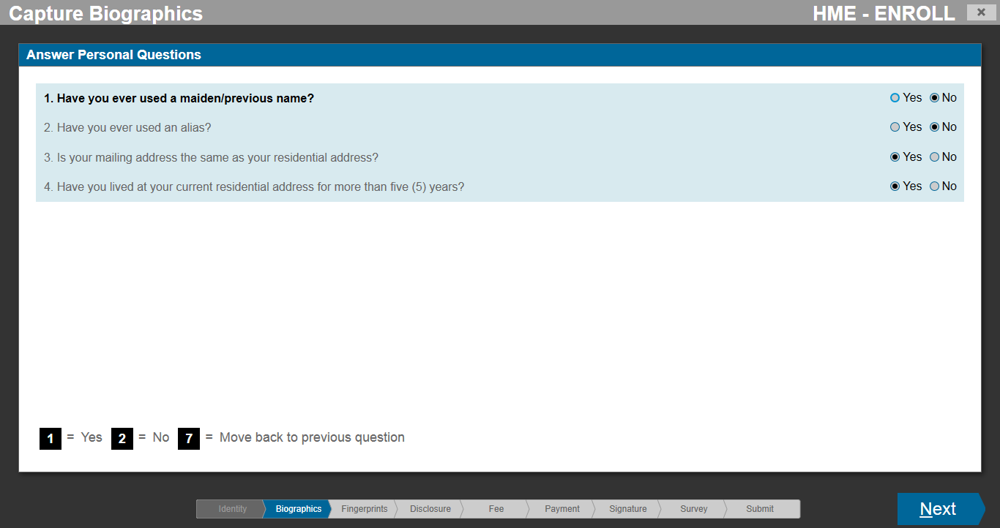 Capture Biographics HME - ENROLL ×
Answer Personal Questions
1. Have you ever used a maiden/previous name? Yes No
2. Have you ever used an alias? Yes No
3. Is your mailing address the same as your residential address? Yes No
4. Have you lived at your current residential address for more than five (5) years? Yes No
1 = Yes 2 = No 7 = Move back to previous question
Identity Biographics Fingerprints Disclosure Fee Payment Signature Survey Submit
Next